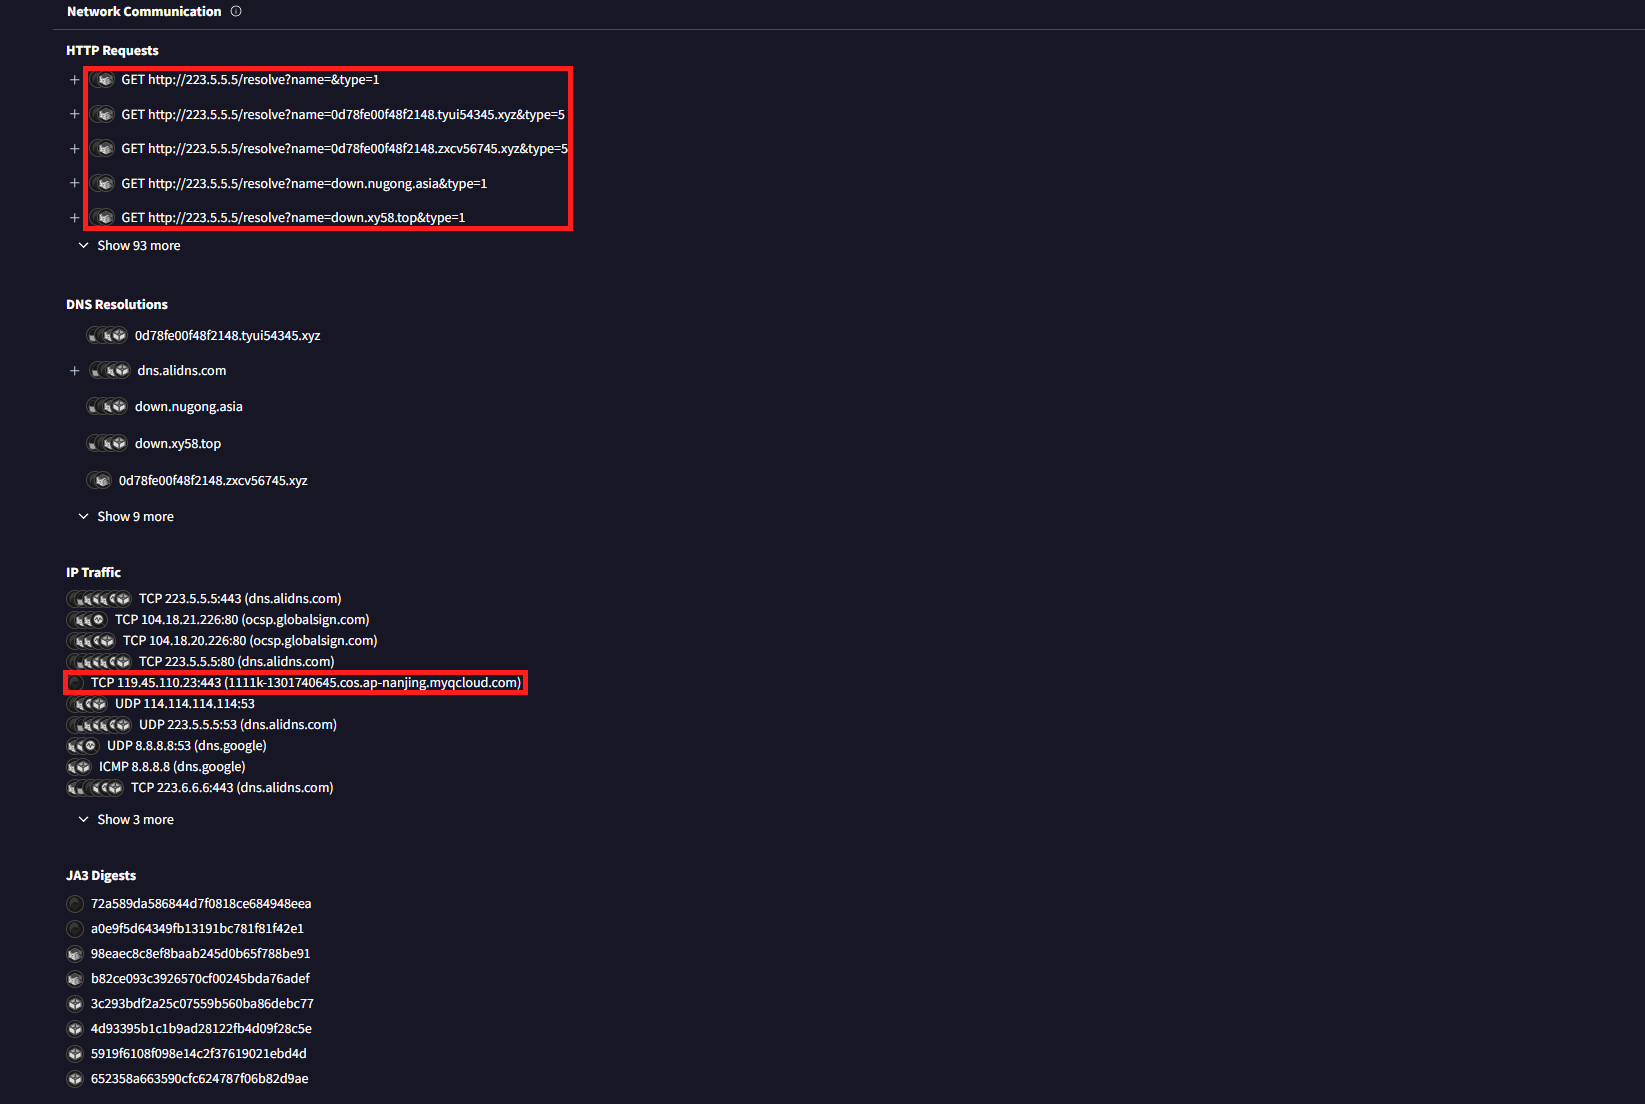 Network Communication
HTTP Requests
GET http://223.5.5.5/resolve?name=&type=1
GET http://223.5.5.5/resolve?name=0d78fe00f48f2148.tyui54345.xyz&type=5
GET http://223.5.5.5/resolve?name=0d78fe00f48f2148.zxcv56745.xyz&type=5
GET http://223.5.5.5/resolve?name=down.nugong.asia&type=1
GET http://223.5.5.5/resolve?name=down.xy58.top&type=1
Show 93 more
DNS Resolutions
0d78fe00f48f2148.tyui54345.xyz
dns.alidns.com
down.nugong.asia
down.xy58.top
0d78fe00f48f2148.zxcv56745.xyz
Show 9 more
IP Traffic
TCP 223.5.5.5:443 (dns.alidns.com)
TCP 104.18.21.226:80 (ocsp.globalsign.com)
TCP 104.18.20.226:80 (ocsp.globalsign.com)
TCP 223.5.5.5:80 (dns.alidns.com)
TCP 119.45.110.23:443 (1111k-1301740645.cos.ap-nanjing.myqcloud.com)
UDP 114.114.114.114:53
UDP 223.5.5.5:53 (dns.alidns.com)
UDP 8.8.8.8:53 (dns.google)
ICMP 8.8.8.8 (dns.google)
TCP 223.6.6.6:443 (dns.alidns.com)
Show 3 more
JA3 Digests
72a589da586844d7f0818ce684948eea
a0e9f5d64349fb13191bc781f81f42e1
98eaec8c8ef8baab245d0b65f788be91
b82ce093c3926570cf00245bda76adef
3c293bdf2a25c07559b560ba86debc77
4d93395b1c1b9ad28122fb4d09f28c5e
5919f6108f098e14c2f37619021ebd4d
652358a663590cfc624787f06b82d9ae